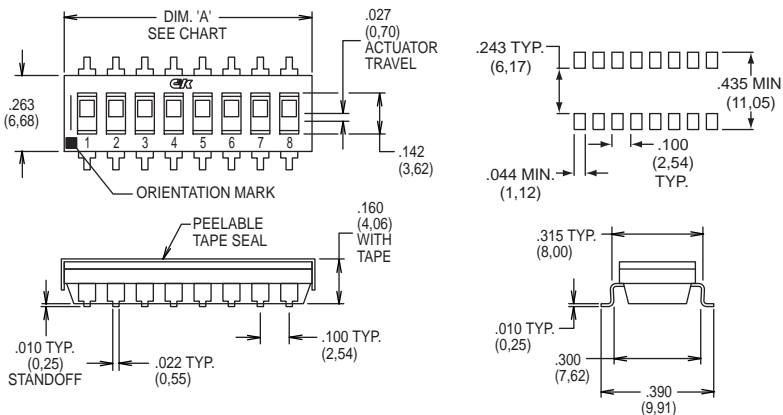 DIM. 'A'
SEE CHART
.027
(0,70)
ACTUATOR
TRAVEL
.263
(6,68)
CK
1 2 3 4 5 6 7 8
.142
(3,62)
ORIENTATION MARK
.243 TYP.
(6,17)
.435 MIN
(11,05)
.100
(2,54)
TYP.
.044 MIN.
(1,12)
PEELABLE
TAPE SEAL
.160
(4,06)
WITH
TAPE
.010 TYP.
(0,25)
STANDOFF
.022 TYP.
(0,55)
.100 TYP.
(2,54)
.315 TYP.
(8,00)
.010 TYP.
(0,25)
.300
(7,62)
.390
(9,91)